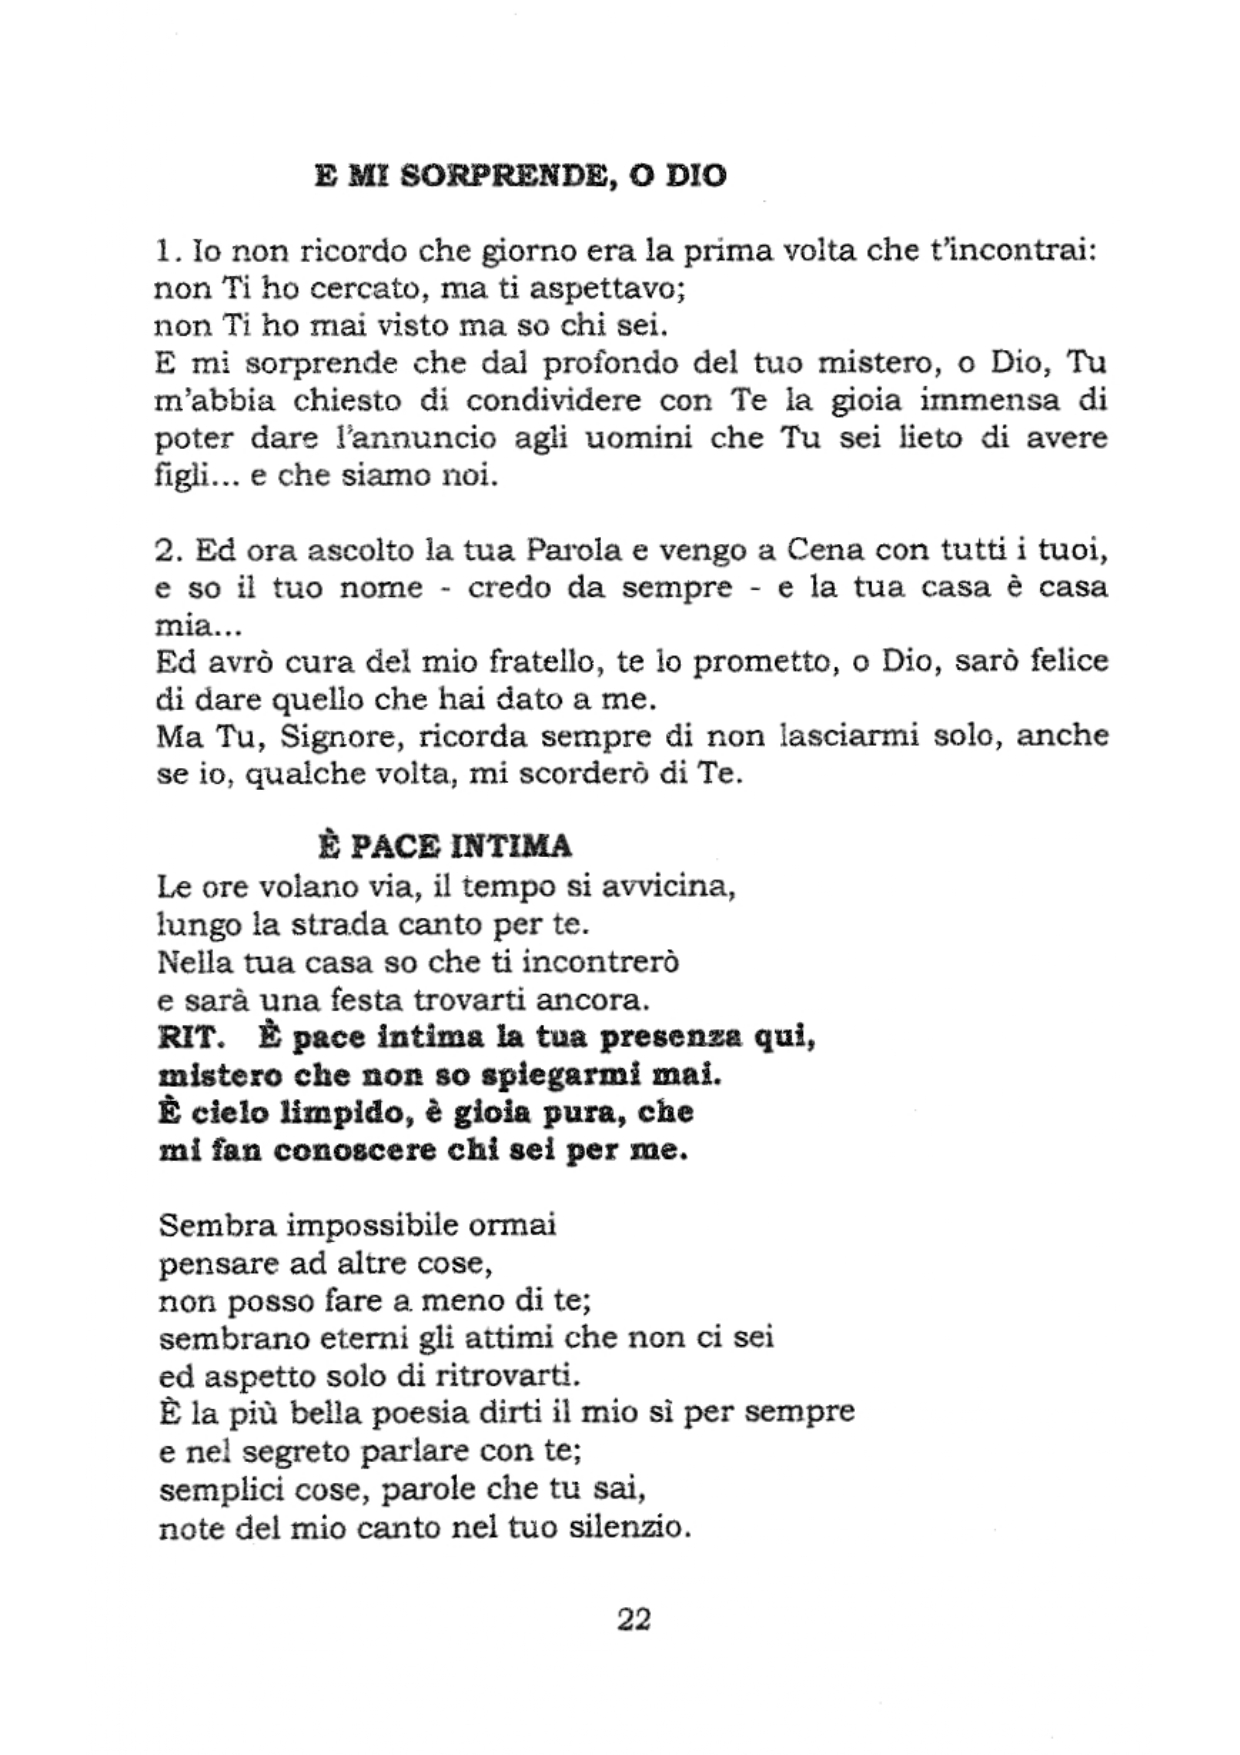 E MI SORPRENDE, O DIO
1. Io non ricordo che giorno era la prima volta che t'incontrai:
non Ti ho cercato, ma ti aspettavo;
non Ti ho mai visto ma so chi sei.
E mi sorprende che dal profondo del tuo mistero, o Dio, Tu
m'abbia chiesto di condividere con Te la gioia immensa di
poter dare l'annuncio agli uomini che Tu sei lieto di avere
figli... e che siamo noi.
2. Ed ora ascolto la tua Parola e vengo a Cena con tutti i tuoi,
e so il tuo nome - credo da sempre - e la tua casa è casa
mia...
Ed avrò cura del mio fratello, te lo prometto, o Dio, sarò felice
di dare quello che hai dato a me.
Ma Tu, Signore, ricorda sempre di non lasciarmi solo, anche
se io, qualche volta, mi scorderò di Te.
È PACE INTIMA
Le ore volano via, il tempo si avvicina,
lungo la strada canto per te.
Nella tua casa so che ti incontrerò
e sarà una festa trovarti ancora.
RIT. È pace intima la tua presenza qui,
mistero che non so spiegarmi mai.
È cielo limpido, è gioia pura, che
mi fan conoscere chi sei per me.
Sembra impossibile ormai
pensare ad altre cose,
non posso fare a meno di te;
sembrano eterni gli attimi che non ci sei
ed aspetto solo di ritrovarti.
È la più bella poesia dirti il mio sì per sempre
e nel segreto parlare con te;
semplici cose, parole che tu sai,
note del mio canto nel tuo silenzio.
22